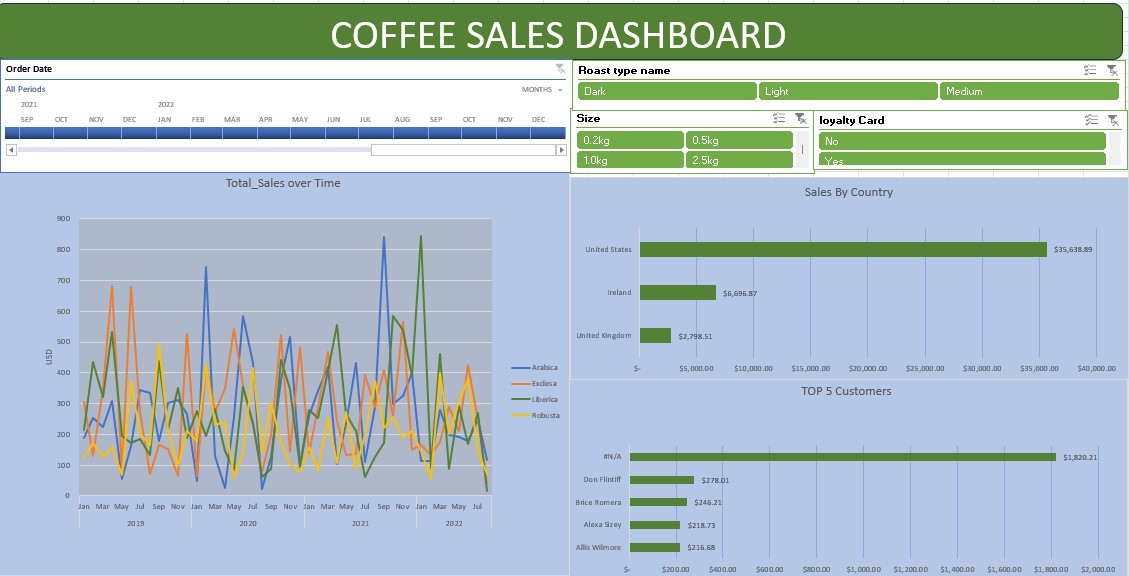 COFFEE SALES DASHBOARD
Order Date
All Periods
MONTHS
2021 2022
SEP OCT NOV DEC JAN FEB MAR APR MAY JUN JUL AUG SEP OCT NOV DEC
Roast type name
Dark Light Medium
Size
0.2kg 0.5kg
1.0kg 2.5kg
loyalty Card
No
Yes
Total_Sales over Time
900
800
700
600
500
400
300
200
100
0
USD
Jan Mar May Jul Sep Nov Jan Mar May Jul Sep Nov Jan Mar May Jul Sep Nov Jan Mar May Jul
2019 2020 2021 2022
Arabica
Excelsa
Liberica
Robusta
Sales By Country
United States $35,638.89
Ireland $6,696.87
United Kingdom $2,798.51
$- $5,000.00 $10,000.00 $15,000.00 $20,000.00 $25,000.00 $30,000.00 $35,000.00 $40,000.00
TOP 5 Customers
#N/A $1,820.21
Don Flintiff $278.01
Brice Romera $246.21
Alexa Sizey $218.73
Allis Wilmore $216.68
$- $200.00 $400.00 $600.00 $800.00 $1,000.00 $1,200.00 $1,400.00 $1,600.00 $1,800.00 $2,000.00